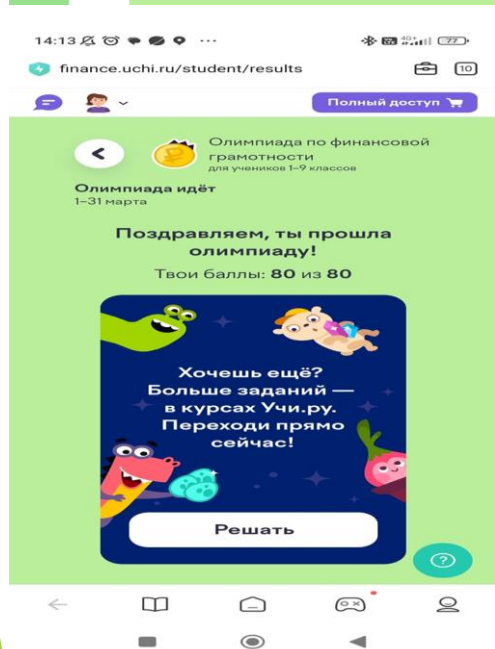 14:13 ... 4G+ 77
finance.uchi.ru/student/results 10
Полный доступ
Олимпиада по финансовой
грамотности
для учеников 1–9 классов
Олимпиада идёт
1–31 марта
Поздравляем, ты прошла
олимпиаду!
Твои баллы: 80 из 80
Хочешь ещё?
Больше заданий —
в курсах Учи.ру.
Переходи прямо
сейчас!
Решать